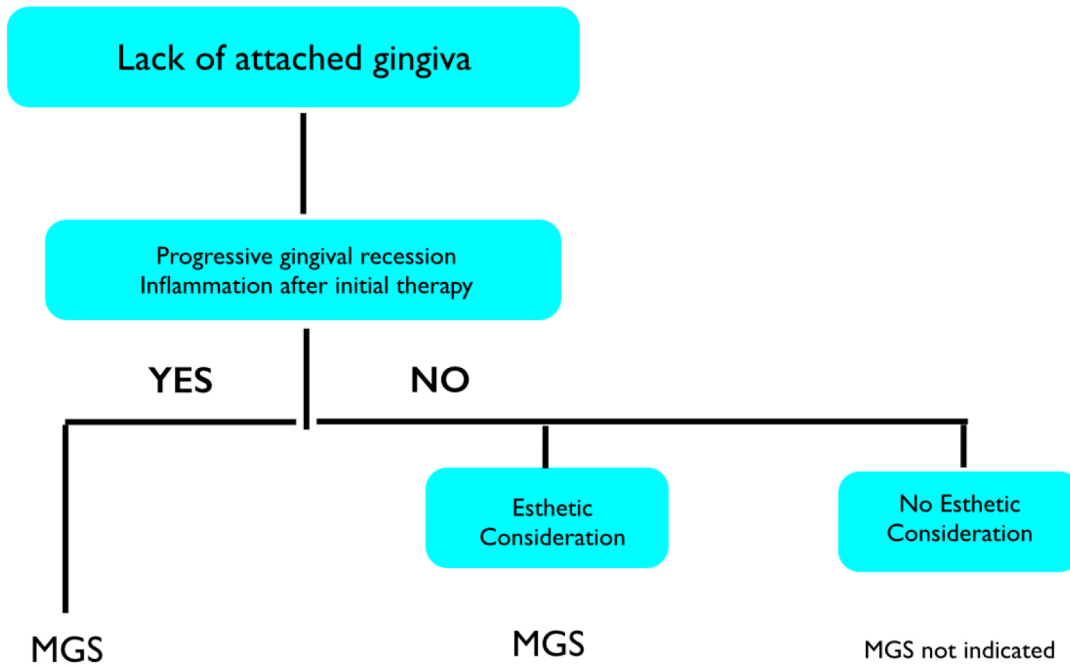 Lack of attached gingiva
Progressive gingival recession
Inflammation after initial therapy
YES
NO
Esthetic
Consideration
No Esthetic
Consideration
MGS
MGS
MGS not indicated